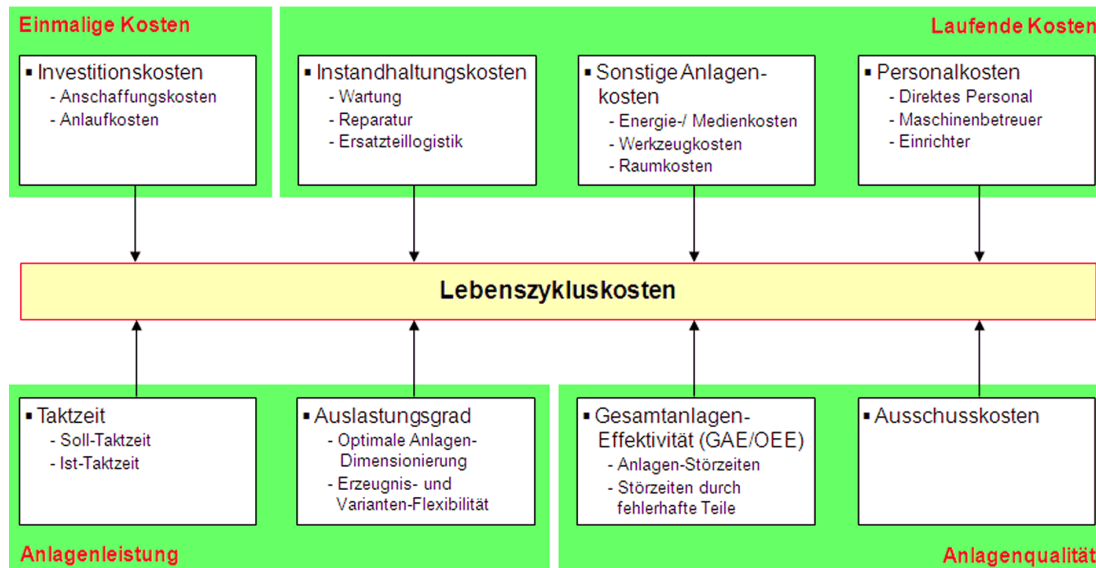 Einmalige Kosten
Laufende Kosten
▪ Investitionskosten
- Anschaffungskosten
- Anlaufkosten
▪ Instandhaltungskosten
- Wartung
- Reparatur
- Ersatzteillogistik
▪ Sonstige Anlagen-
kosten
- Energie-/ Medienkosten
- Werkzeugkosten
- Raumkosten
▪ Personalkosten
- Direktes Personal
- Maschinenbetreuer
- Einrichter
Lebenszykluskosten
▪ Taktzeit
- Soll-Taktzeit
- Ist-Taktzeit
▪ Auslastungsgrad
- Optimale Anlagen-
Dimensionierung
- Erzeugnis- und
Varianten-Flexibilität
▪ Gesamtanlagen-
Effektivität (GAE/OEE)
- Anlagen-Störzeiten
- Störzeiten durch
fehlerhafte Teile
▪ Ausschusskosten
Anlagenleistung
Anlagenqualität